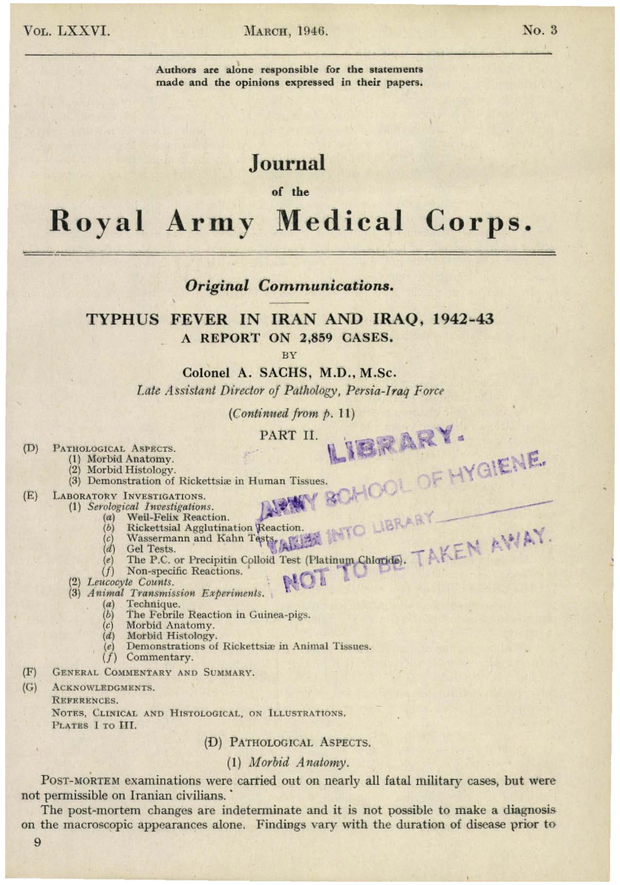 VOL. LXXVI.
MARCH, 1946.
No. 3
Authors are alone responsible for the statements
made and the opinions expressed in their papers.
Journal
of the
Royal Army Medical Corps.
Original Communications.
TYPHUS FEVER IN IRAN AND IRAQ, 1942-43
A REPORT ON 2,859 CASES.
BY
Colonel A. SACHS, M.D., M.Sc.
Late Assistant Director of Pathology, Persia-Iraq Force
(Continued from p. 11)
PART II.
(D) PATHOLOGICAL ASPECTS.
(1) Morbid Anatomy.
(2) Morbid Histology.
(3) Demonstration of Rickettsiæ in Human Tissues.
(E) LABORATORY INVESTIGATIONS.
(1) Serological Investigations.
(a) Weil-Felix Reaction.
(b) Rickettsial Agglutination Reaction.
(c) Wassermann and Kahn Tests.
(d) Gel Tests.
(e) The P.C. or Precipitin Colloid Test (Platinum Chloride).
(f) Non-specific Reactions.
(2) Leucocyte Counts.
(3) Animal Transmission Experiments.
(a) Technique.
(b) The Febrile Reaction in Guinea-pigs.
(c) Morbid Anatomy.
(d) Morbid Histology.
(e) Demonstrations of Rickettsiæ in Animal Tissues.
(f) Commentary.
(F) GENERAL COMMENTARY AND SUMMARY.
(G) ACKNOWLEDGMENTS.
REFERENCES.
NOTES, CLINICAL AND HISTOLOGICAL, ON ILLUSTRATIONS.
PLATES I TO III.
LIBRARY.
ARMY SCHOOL OF HYGIENE.
TAKEN INTO LIBRARY
NOT TO BE TAKEN AWAY.
(D) PATHOLOGICAL ASPECTS.
(1) Morbid Anatomy.
POST-MORTEM examinations were carried out on nearly all fatal military cases, but were
not permissible on Iranian civilians.
The post-mortem changes are indeterminate and it is not possible to make a diagnosis
on the macroscopic appearances alone. Findings vary with the duration of disease prior to
9